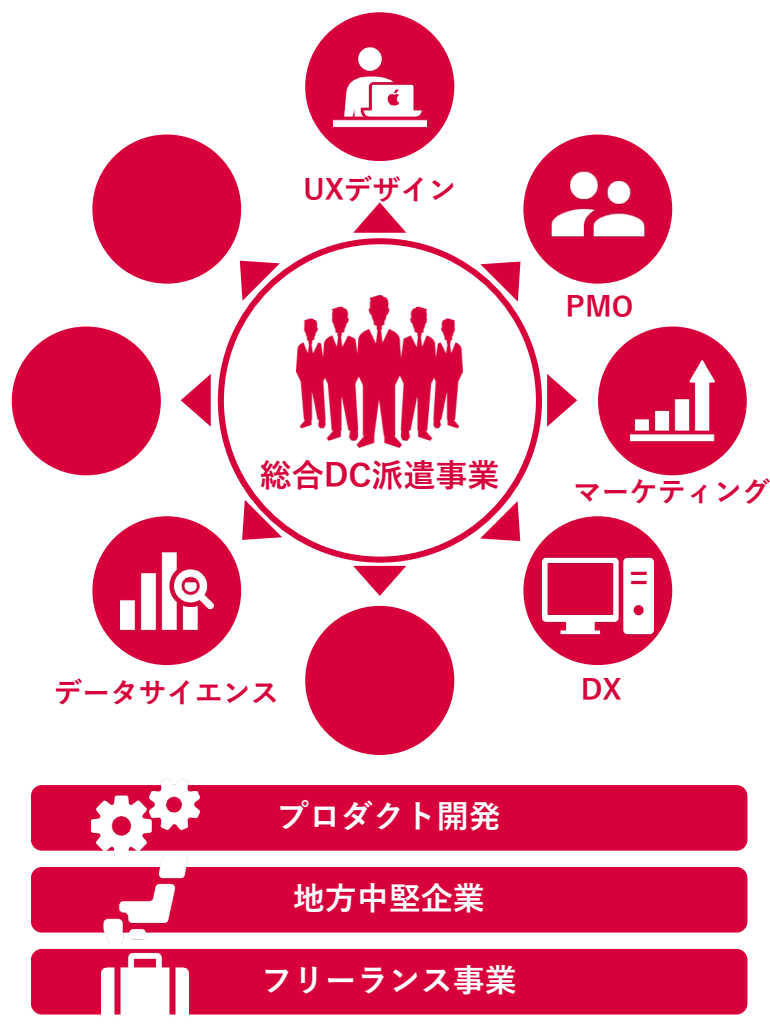 UXデザイン
PMO
総合DC派遣事業
マーケティング
データサイエンス
DX
プロダクト開発
地方中堅企業
フリーランス事業